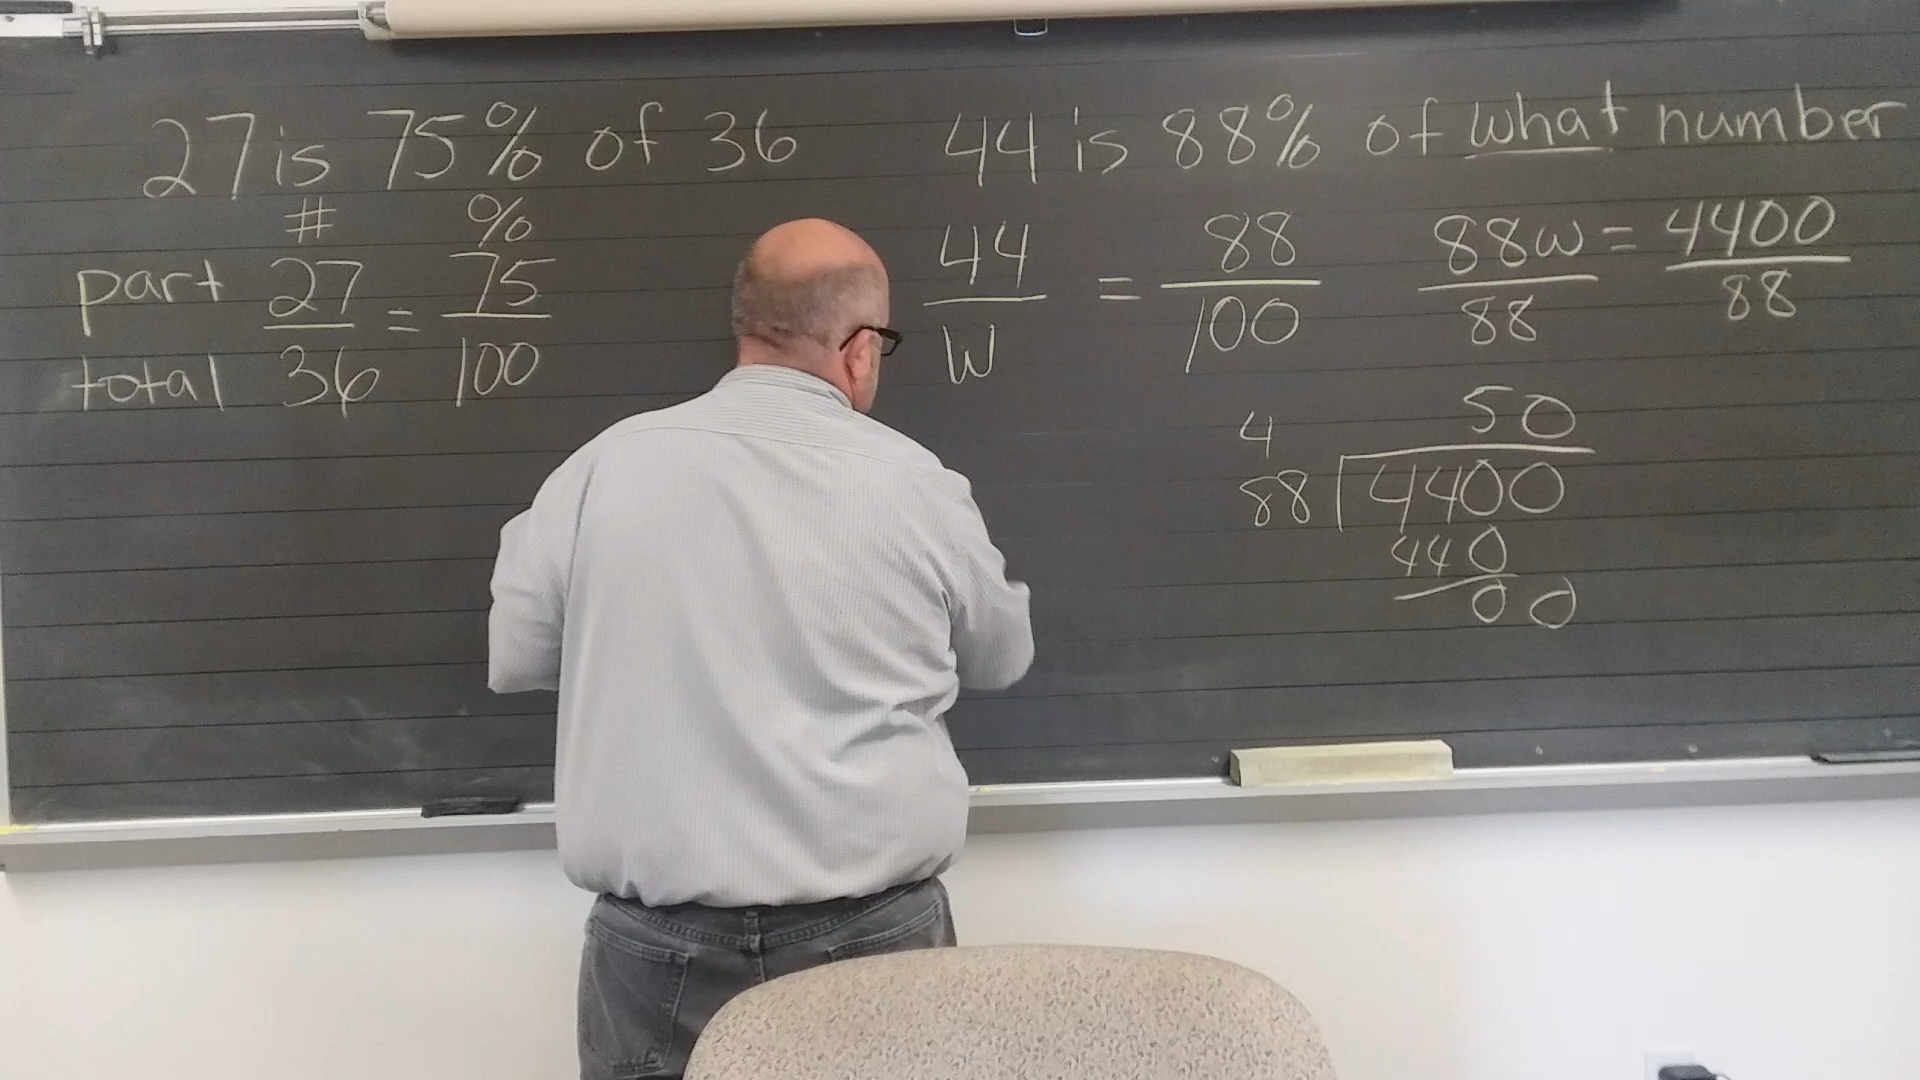 27 is 75% of 36
# %
part 27 = 75
total 36 100
44 is 88% of what number
44 = 88
W 100
88w = 4400
88 88
50
4
88 4400
440
00